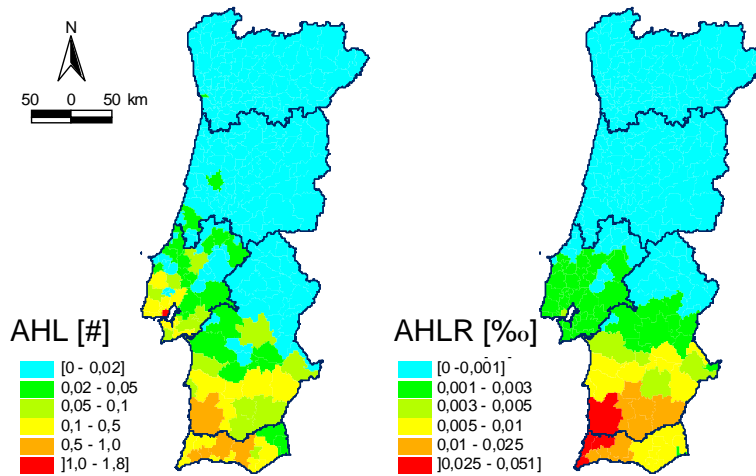 N
50 0 50 km
AHL [#]
[0 - 0,02]
0,02 - 0,05
0,05 - 0,1
0,1 - 0,5
0,5 - 1,0
]1,0 - 1,8]
AHLR [‰]
[0 -0,001]
0,001 - 0,003
0,003 - 0,005
0,005 - 0,01
0,01 - 0,025
]0,025 - 0,051]